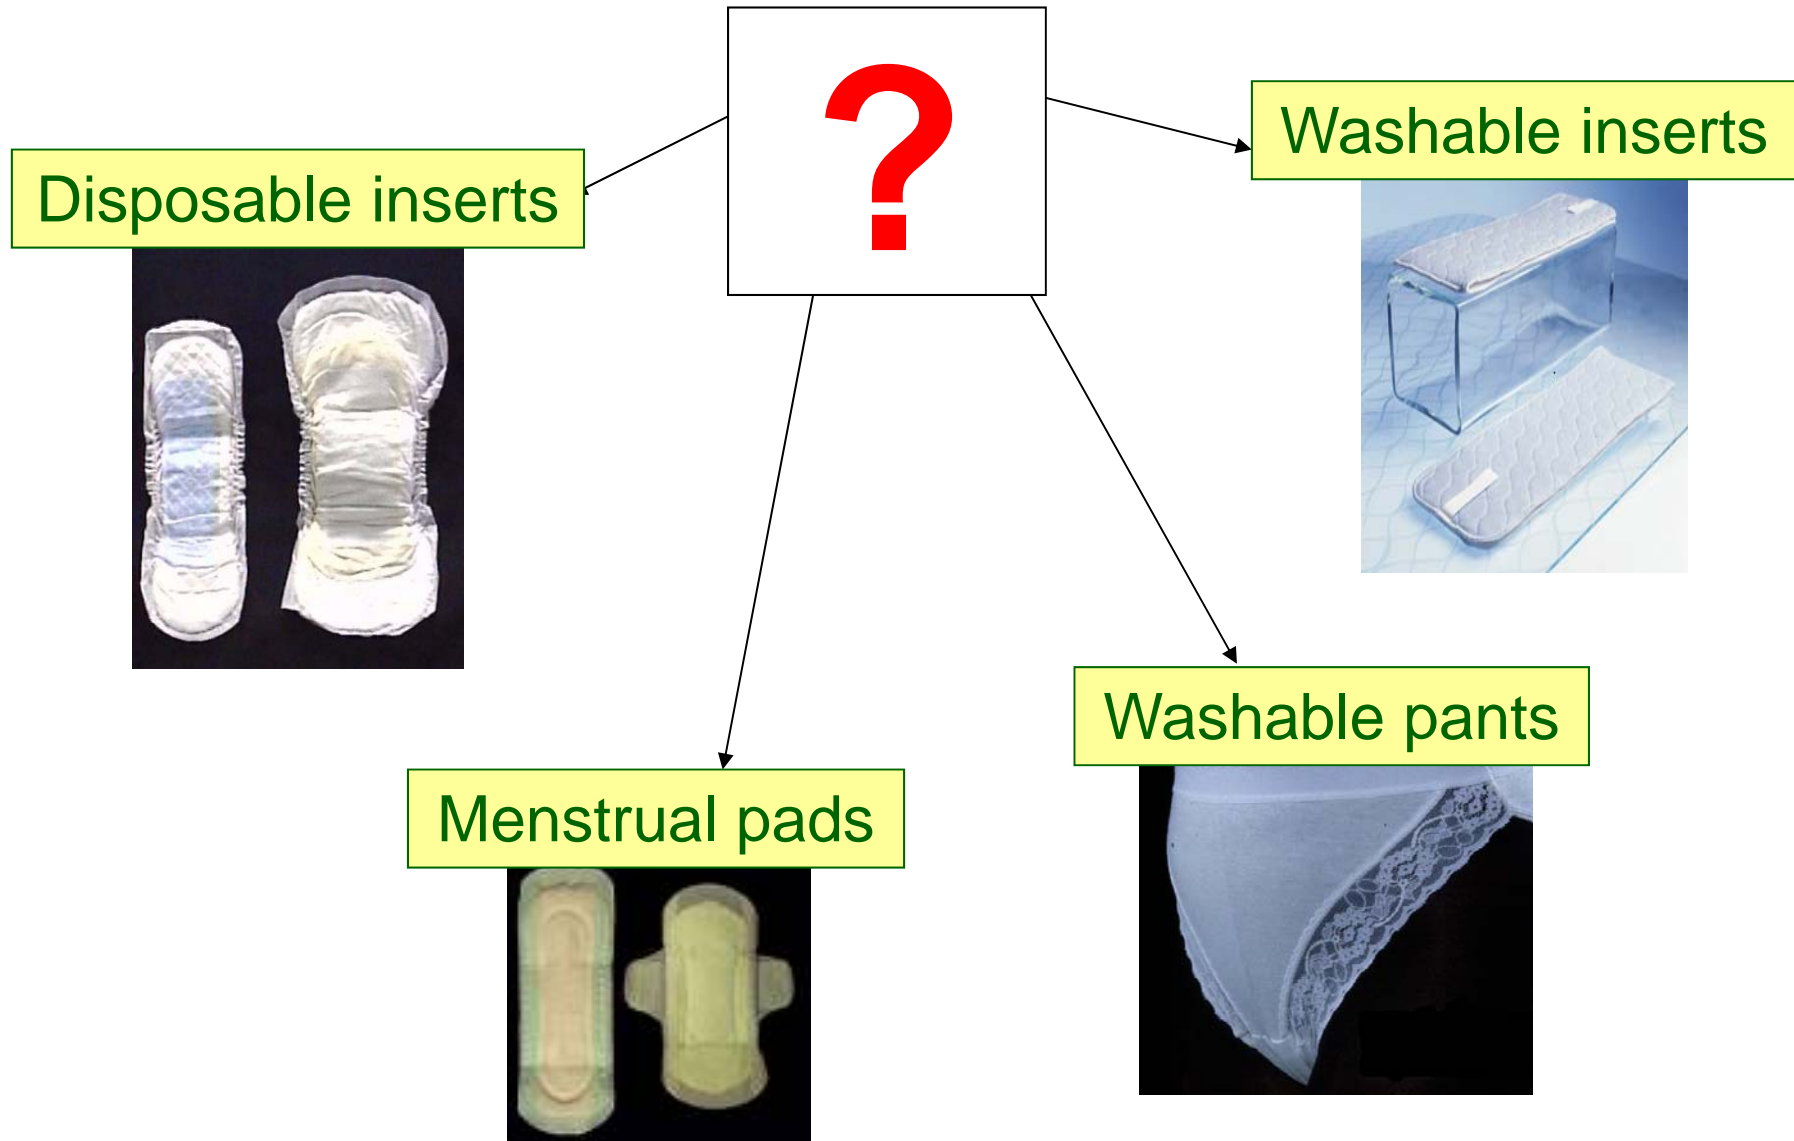 ?
Washable inserts
Disposable inserts
Washable pants
Menstrual pads